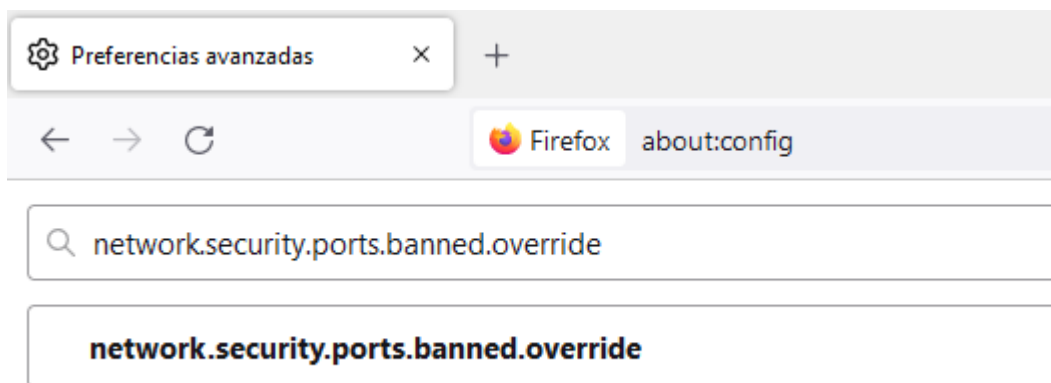 Preferencias avanzadas
Firefox about:config
network.security.ports.banned.override
network.security.ports.banned.override